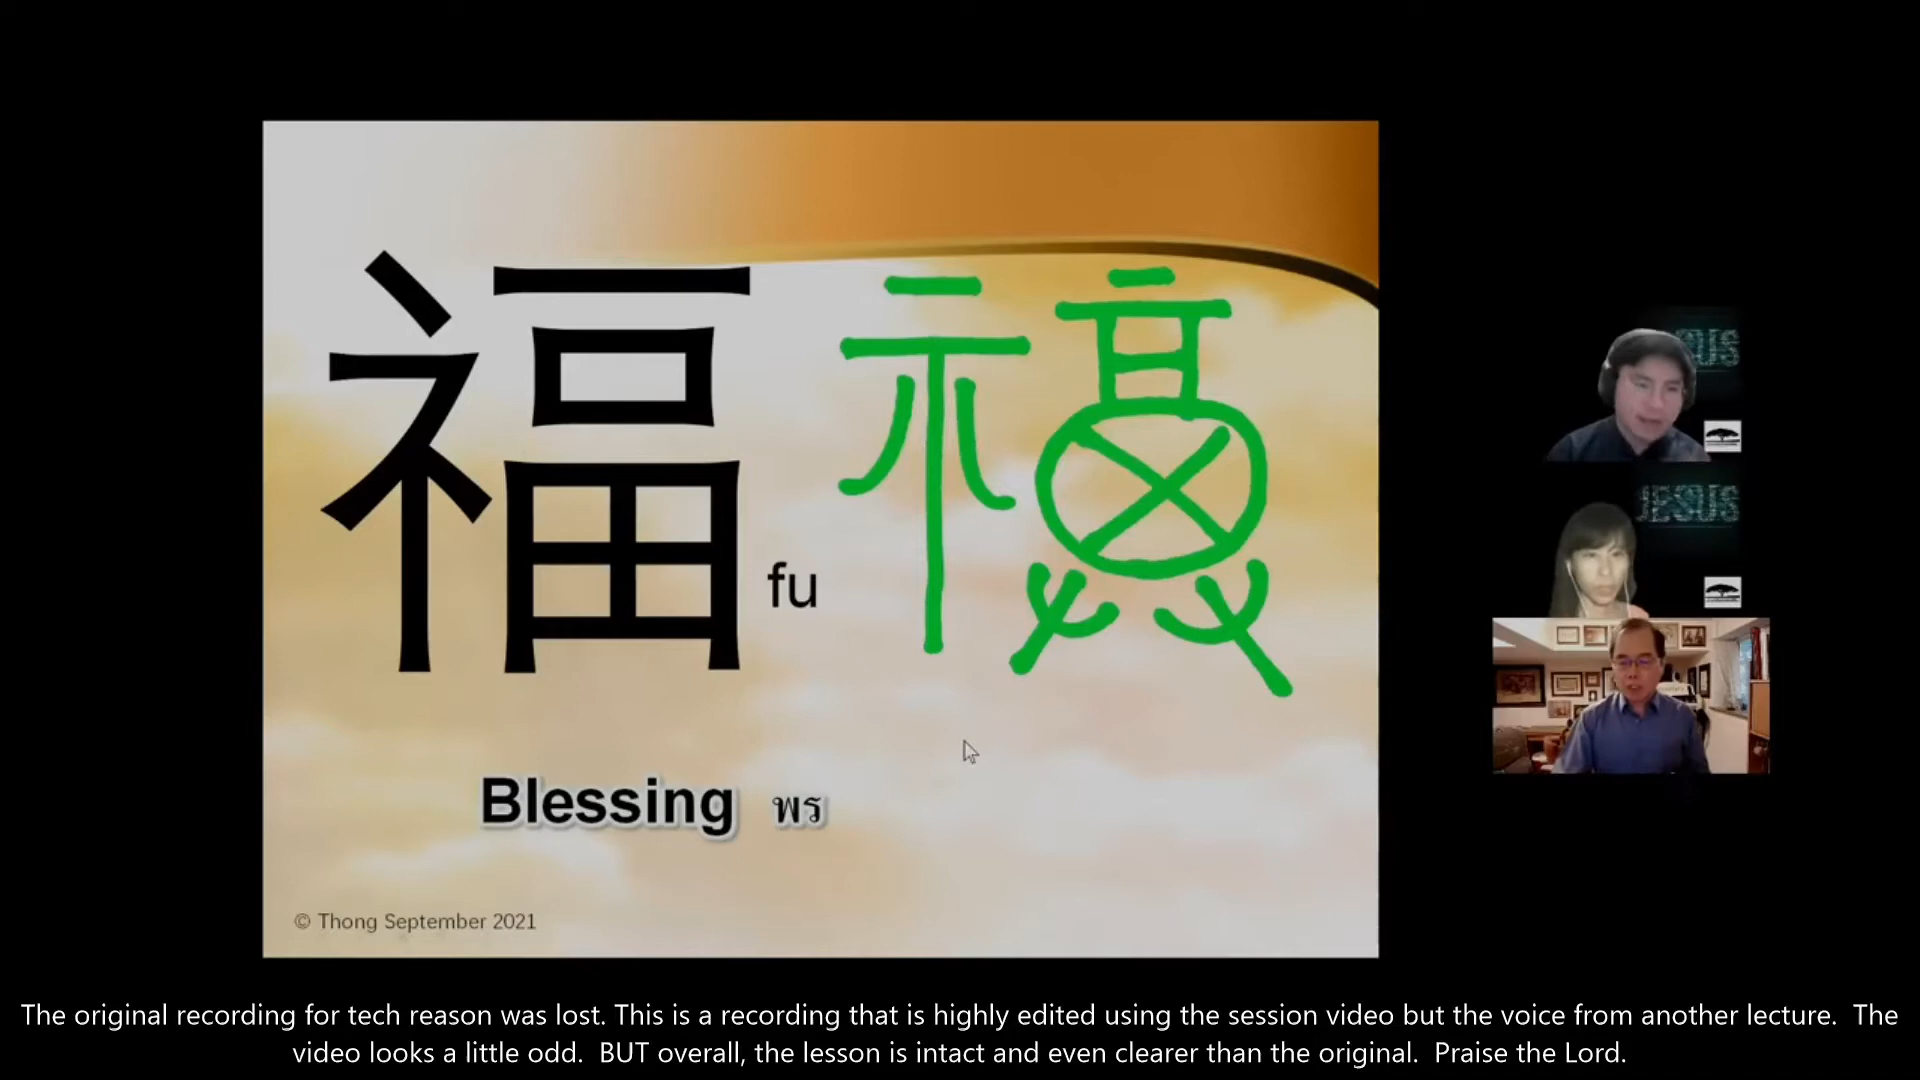 福 fu 福
Blessing พร
© Thong September 2021
JESUS
The original recording for tech reason was lost. This is a recording that is highly edited using the session video but the voice from another lecture.  The
video looks a little odd.  BUT overall, the lesson is intact and even clearer than the original.  Praise the Lord.